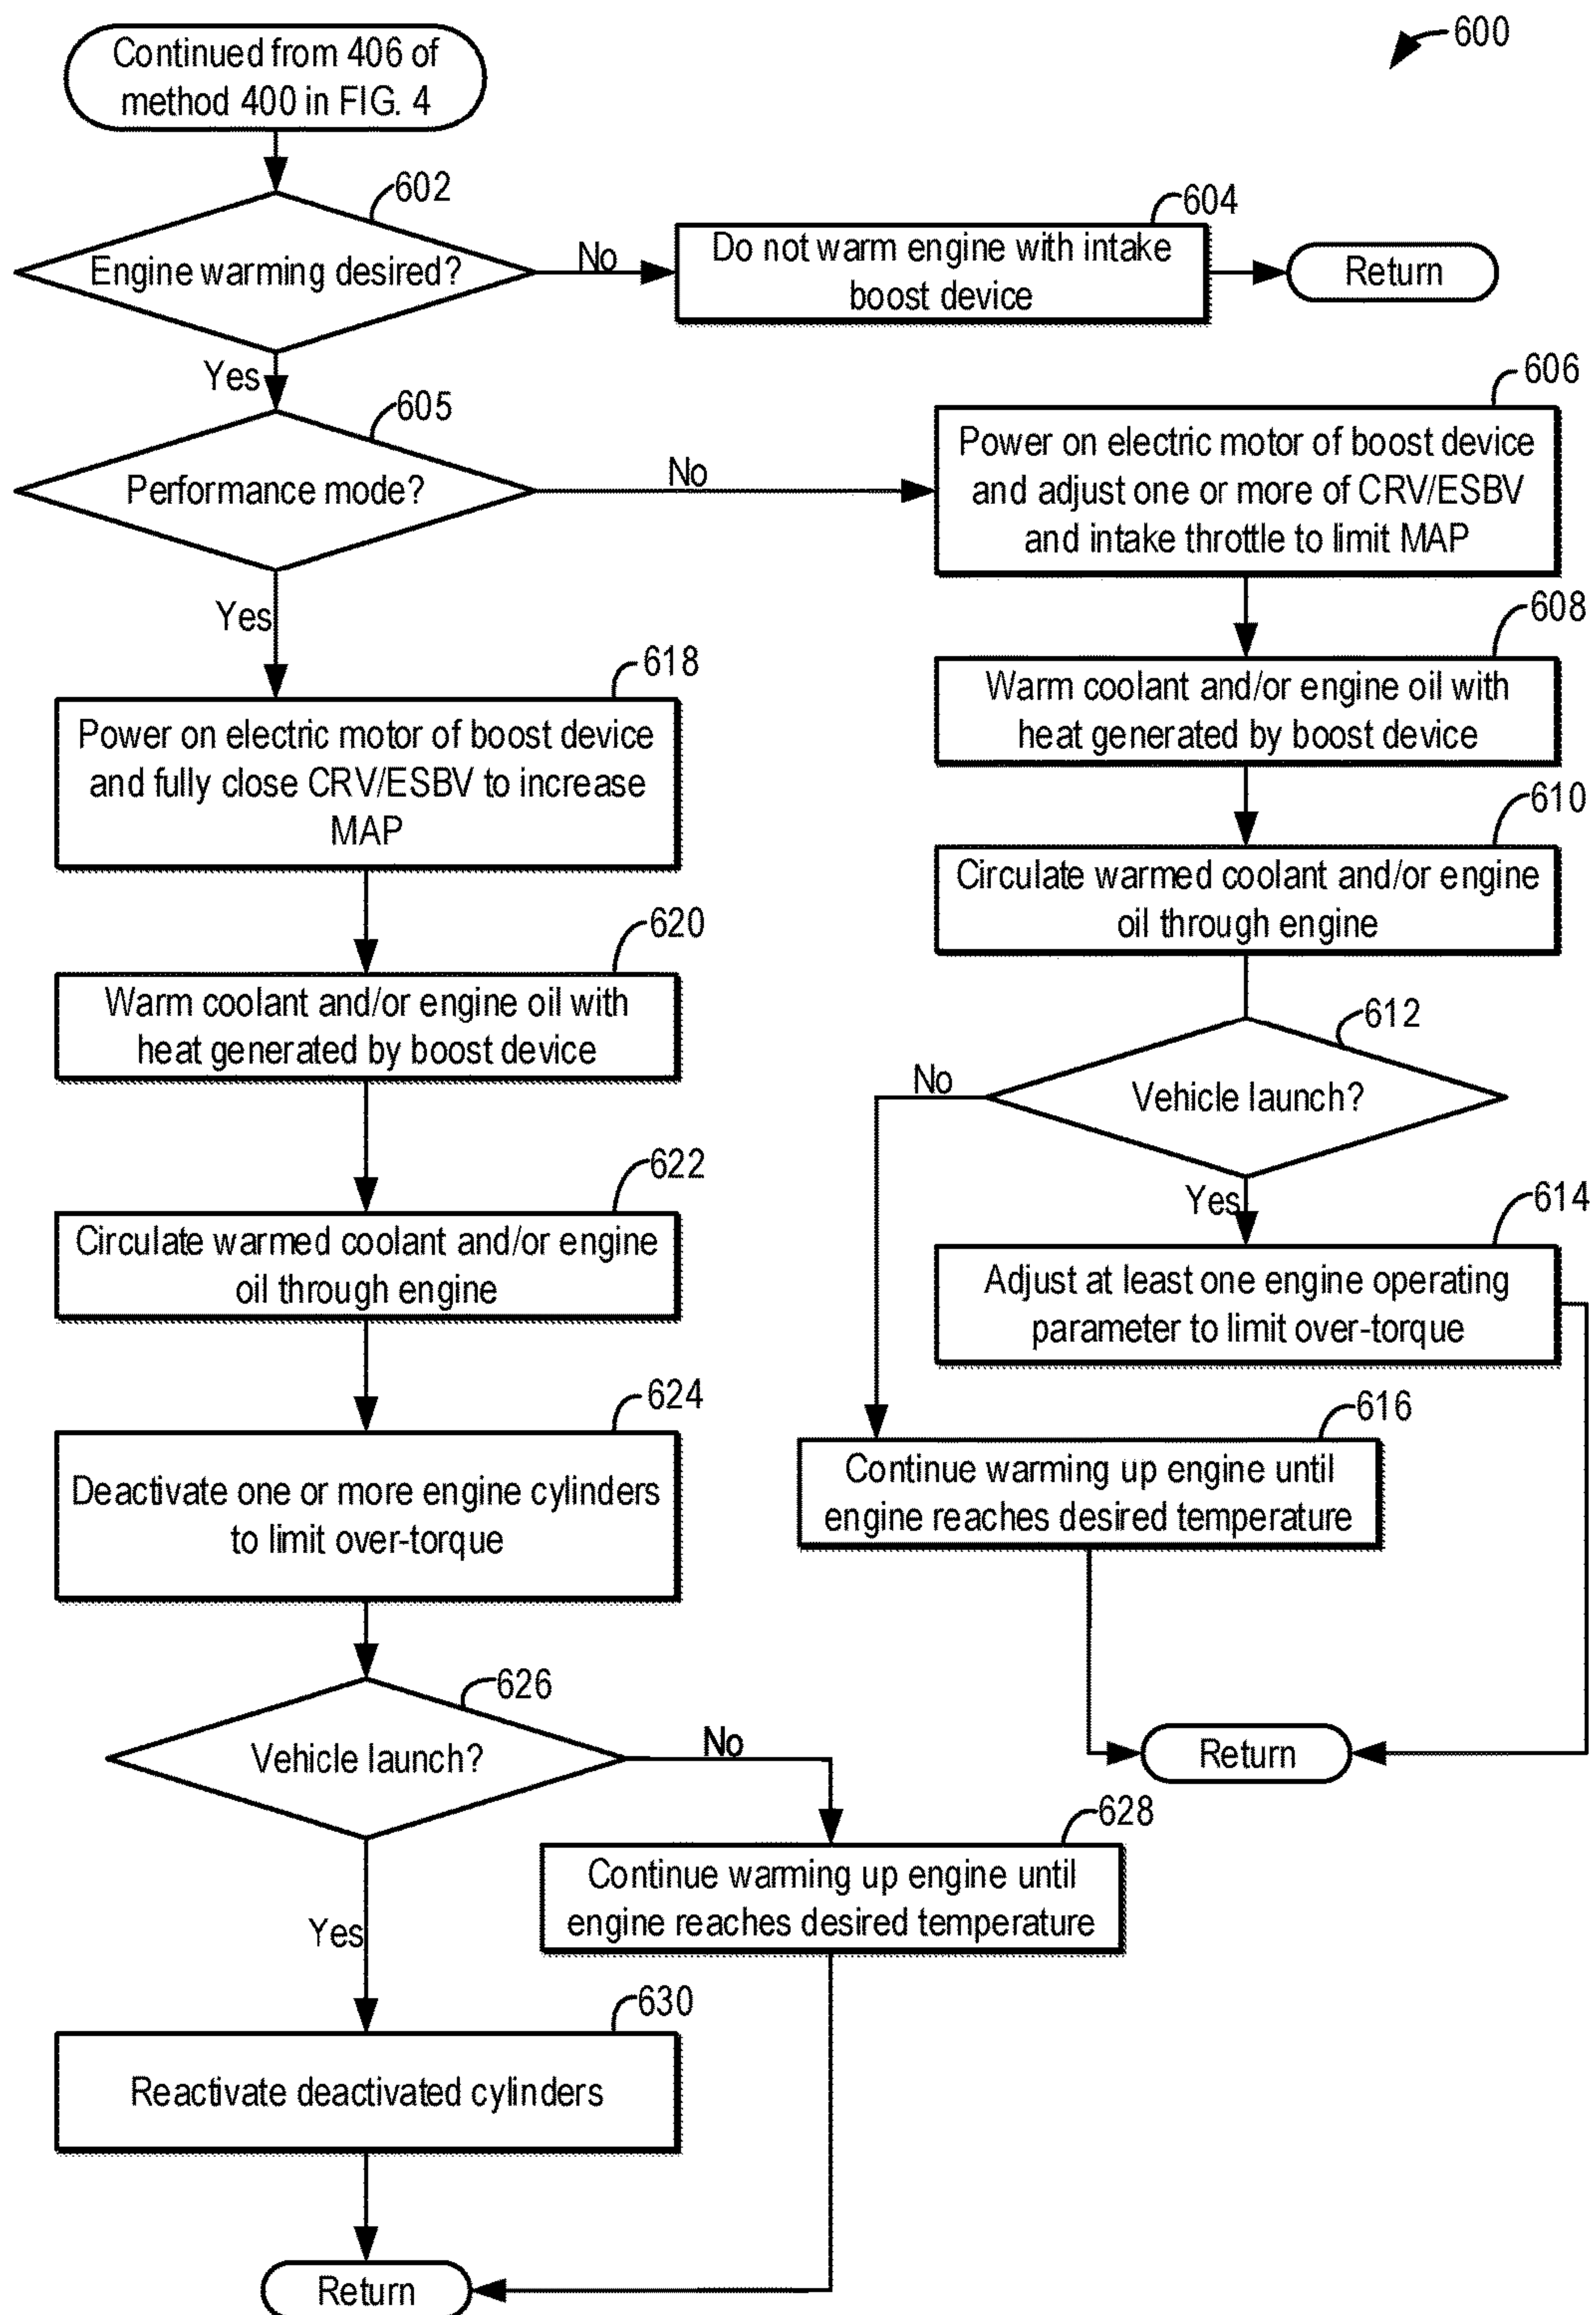 600
Continued from 406 of
method 400 in FIG. 4
602
Engine warming desired?
No
604
Do not warm engine with intake
boost device
Return
Yes
605
Performance mode?
No
606
Power on electric motor of boost device
and adjust one or more of CRV/ESBV
and intake throttle to limit MAP
608
Warm coolant and/or engine oil with
heat generated by boost device
610
Circulate warmed coolant and/or engine
oil through engine
612
Vehicle launch?
No
Yes
614
Adjust at least one engine operating
parameter to limit over-torque
616
Continue warming up engine until
engine reaches desired temperature
Return
Yes
618
Power on electric motor of boost device
and fully close CRV/ESBV to increase
MAP
620
Warm coolant and/or engine oil with
heat generated by boost device
622
Circulate warmed coolant and/or engine
oil through engine
624
Deactivate one or more engine cylinders
to limit over-torque
626
Vehicle launch?
No
628
Continue warming up engine until
engine reaches desired temperature
Yes
630
Reactivate deactivated cylinders
Return